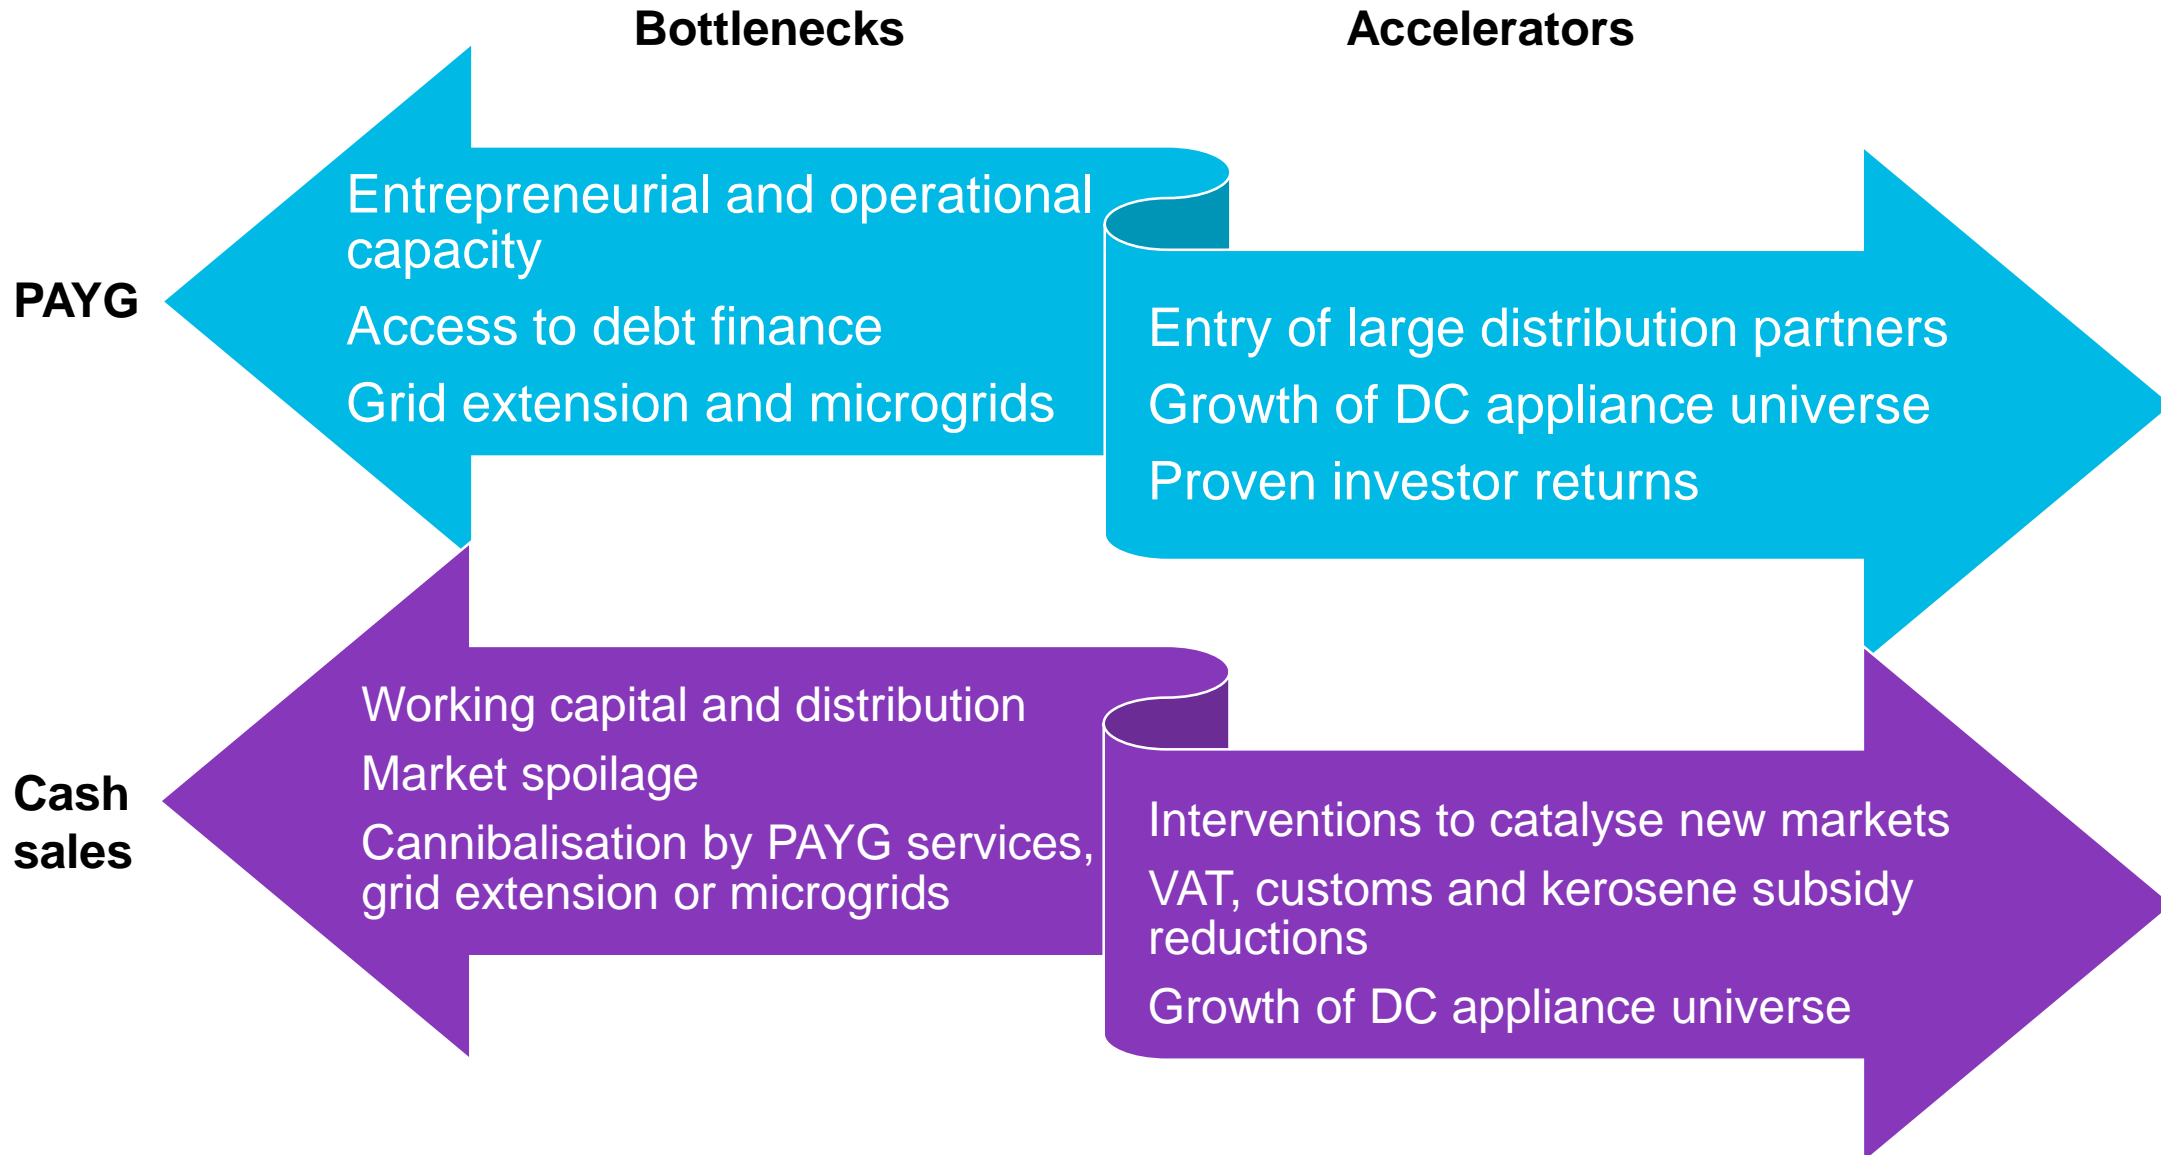 Bottlenecks
Accelerators
PAYG
Entrepreneurial and operational
capacity
Access to debt finance
Grid extension and microgrids
Entry of large distribution partners
Growth of DC appliance universe
Proven investor returns
Cash
sales
Working capital and distribution
Market spoilage
Cannibalisation by PAYG services,
grid extension or microgrids
Interventions to catalyse new markets
VAT, customs and kerosene subsidy
reductions
Growth of DC appliance universe